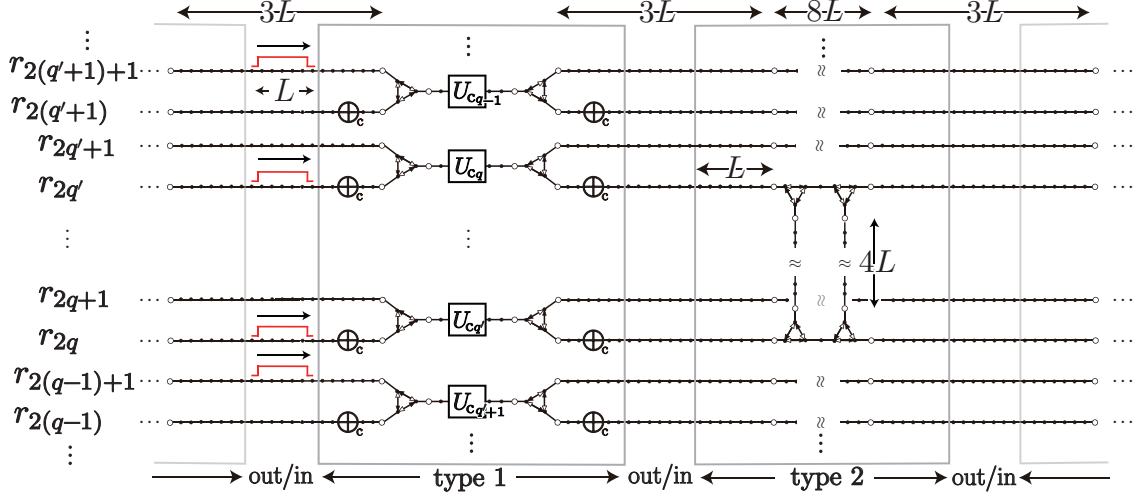 3L 3L 8L 3L
⋮ ⋮ ⋮
r2(q′+1)+1 ··· ≈ ···
L Ucq−1
r2(q′+1) ··· c c ≈ ···
r2q′+1 ··· ≈ ···
Ucq L
r2q′ ··· c c ···
⋮ ⋮ ⋮ ≈ ≈ 4L ⋮
r2q+1 ··· ≈ ···
Ucq′
r2q ··· c c ···
r2(q−1)+1 ··· ≈ ···
Ucq′+1
r2(q−1) ··· c c ≈ ···
⋮ ⋮ ⋮
out/in type 1 out/in type 2 out/in